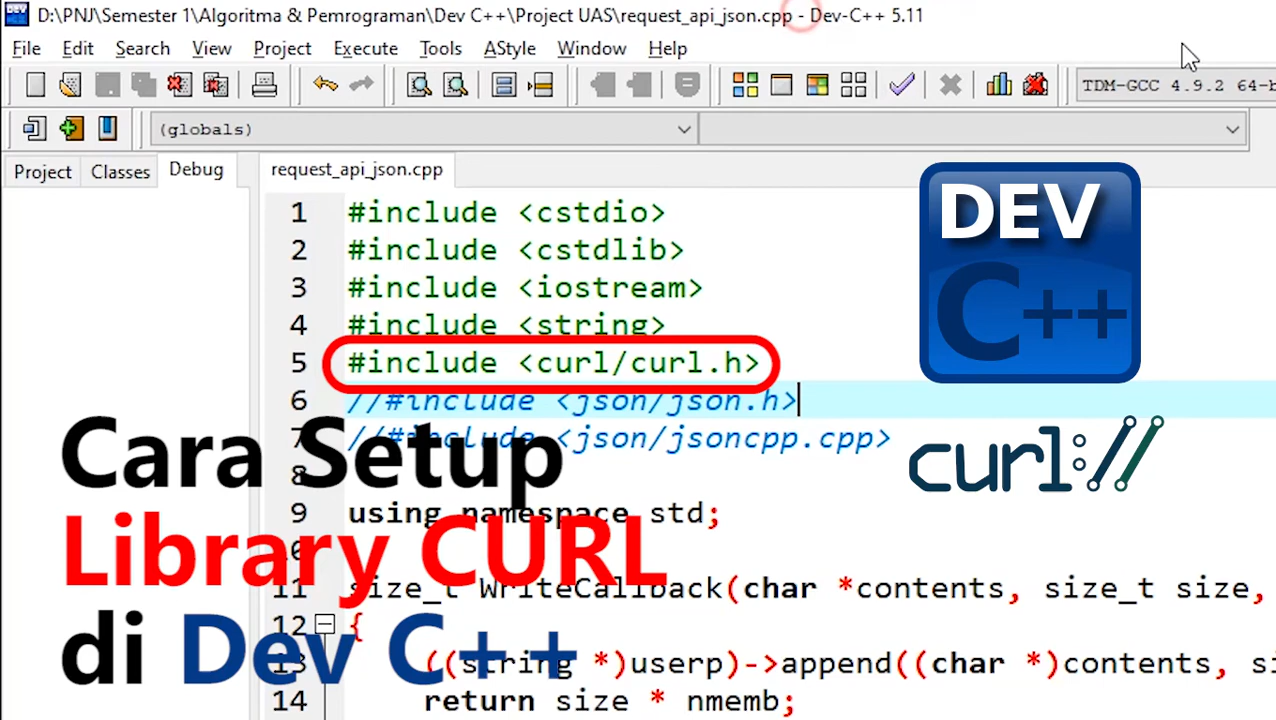 D:\PNJ\Semester 1\Algoritma & Pemrograman\Dev C++\Project UAS\request_api_json.cpp - Dev-C++ 5.11
File Edit Search View Project Execute Tools AStyle Window Help
TDM-GCC 4.9.2 64-b
(globals)
Project Classes Debug
request_api_json.cpp
1 #include <cstdio>
2 #include <cstdlib>
3 #include <iostream>
4 #include <string>
5 #include <curl/curl.h>
6 //#include <json/json.h>
7 //#include <json/jsoncpp.cpp>
8
9 using namespace std;
10
11 size_t WriteCallback(char *contents, size_t size,
12 {
13 ((string *)userp)->append((char *)contents, si
14 return size * nmemb;
DEV
C++
curl://
Cara Setup
Library CURL
di Dev C++